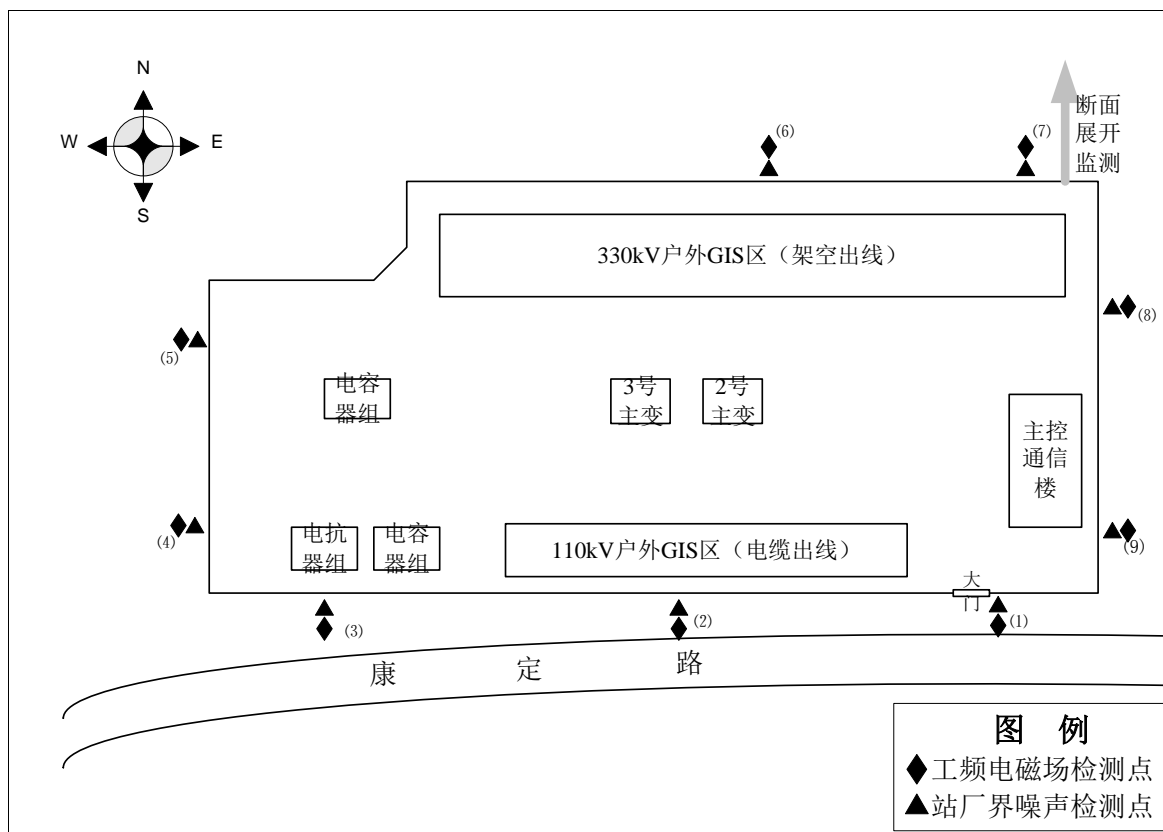 N
W
E
S
(6)
(7)
断面
展开
监测
330kV户外GIS区（架空出线）
(8)
(5)
电容
器组
3号
主变
2号
主变
主控
通信
楼
(4)
电抗
器组
电容
器组
110kV户外GIS区（电缆出线）
(9)
大
门
(3)
(2)
(1)
康 定 路
图 例
工频电磁场检测点
站厂界噪声检测点